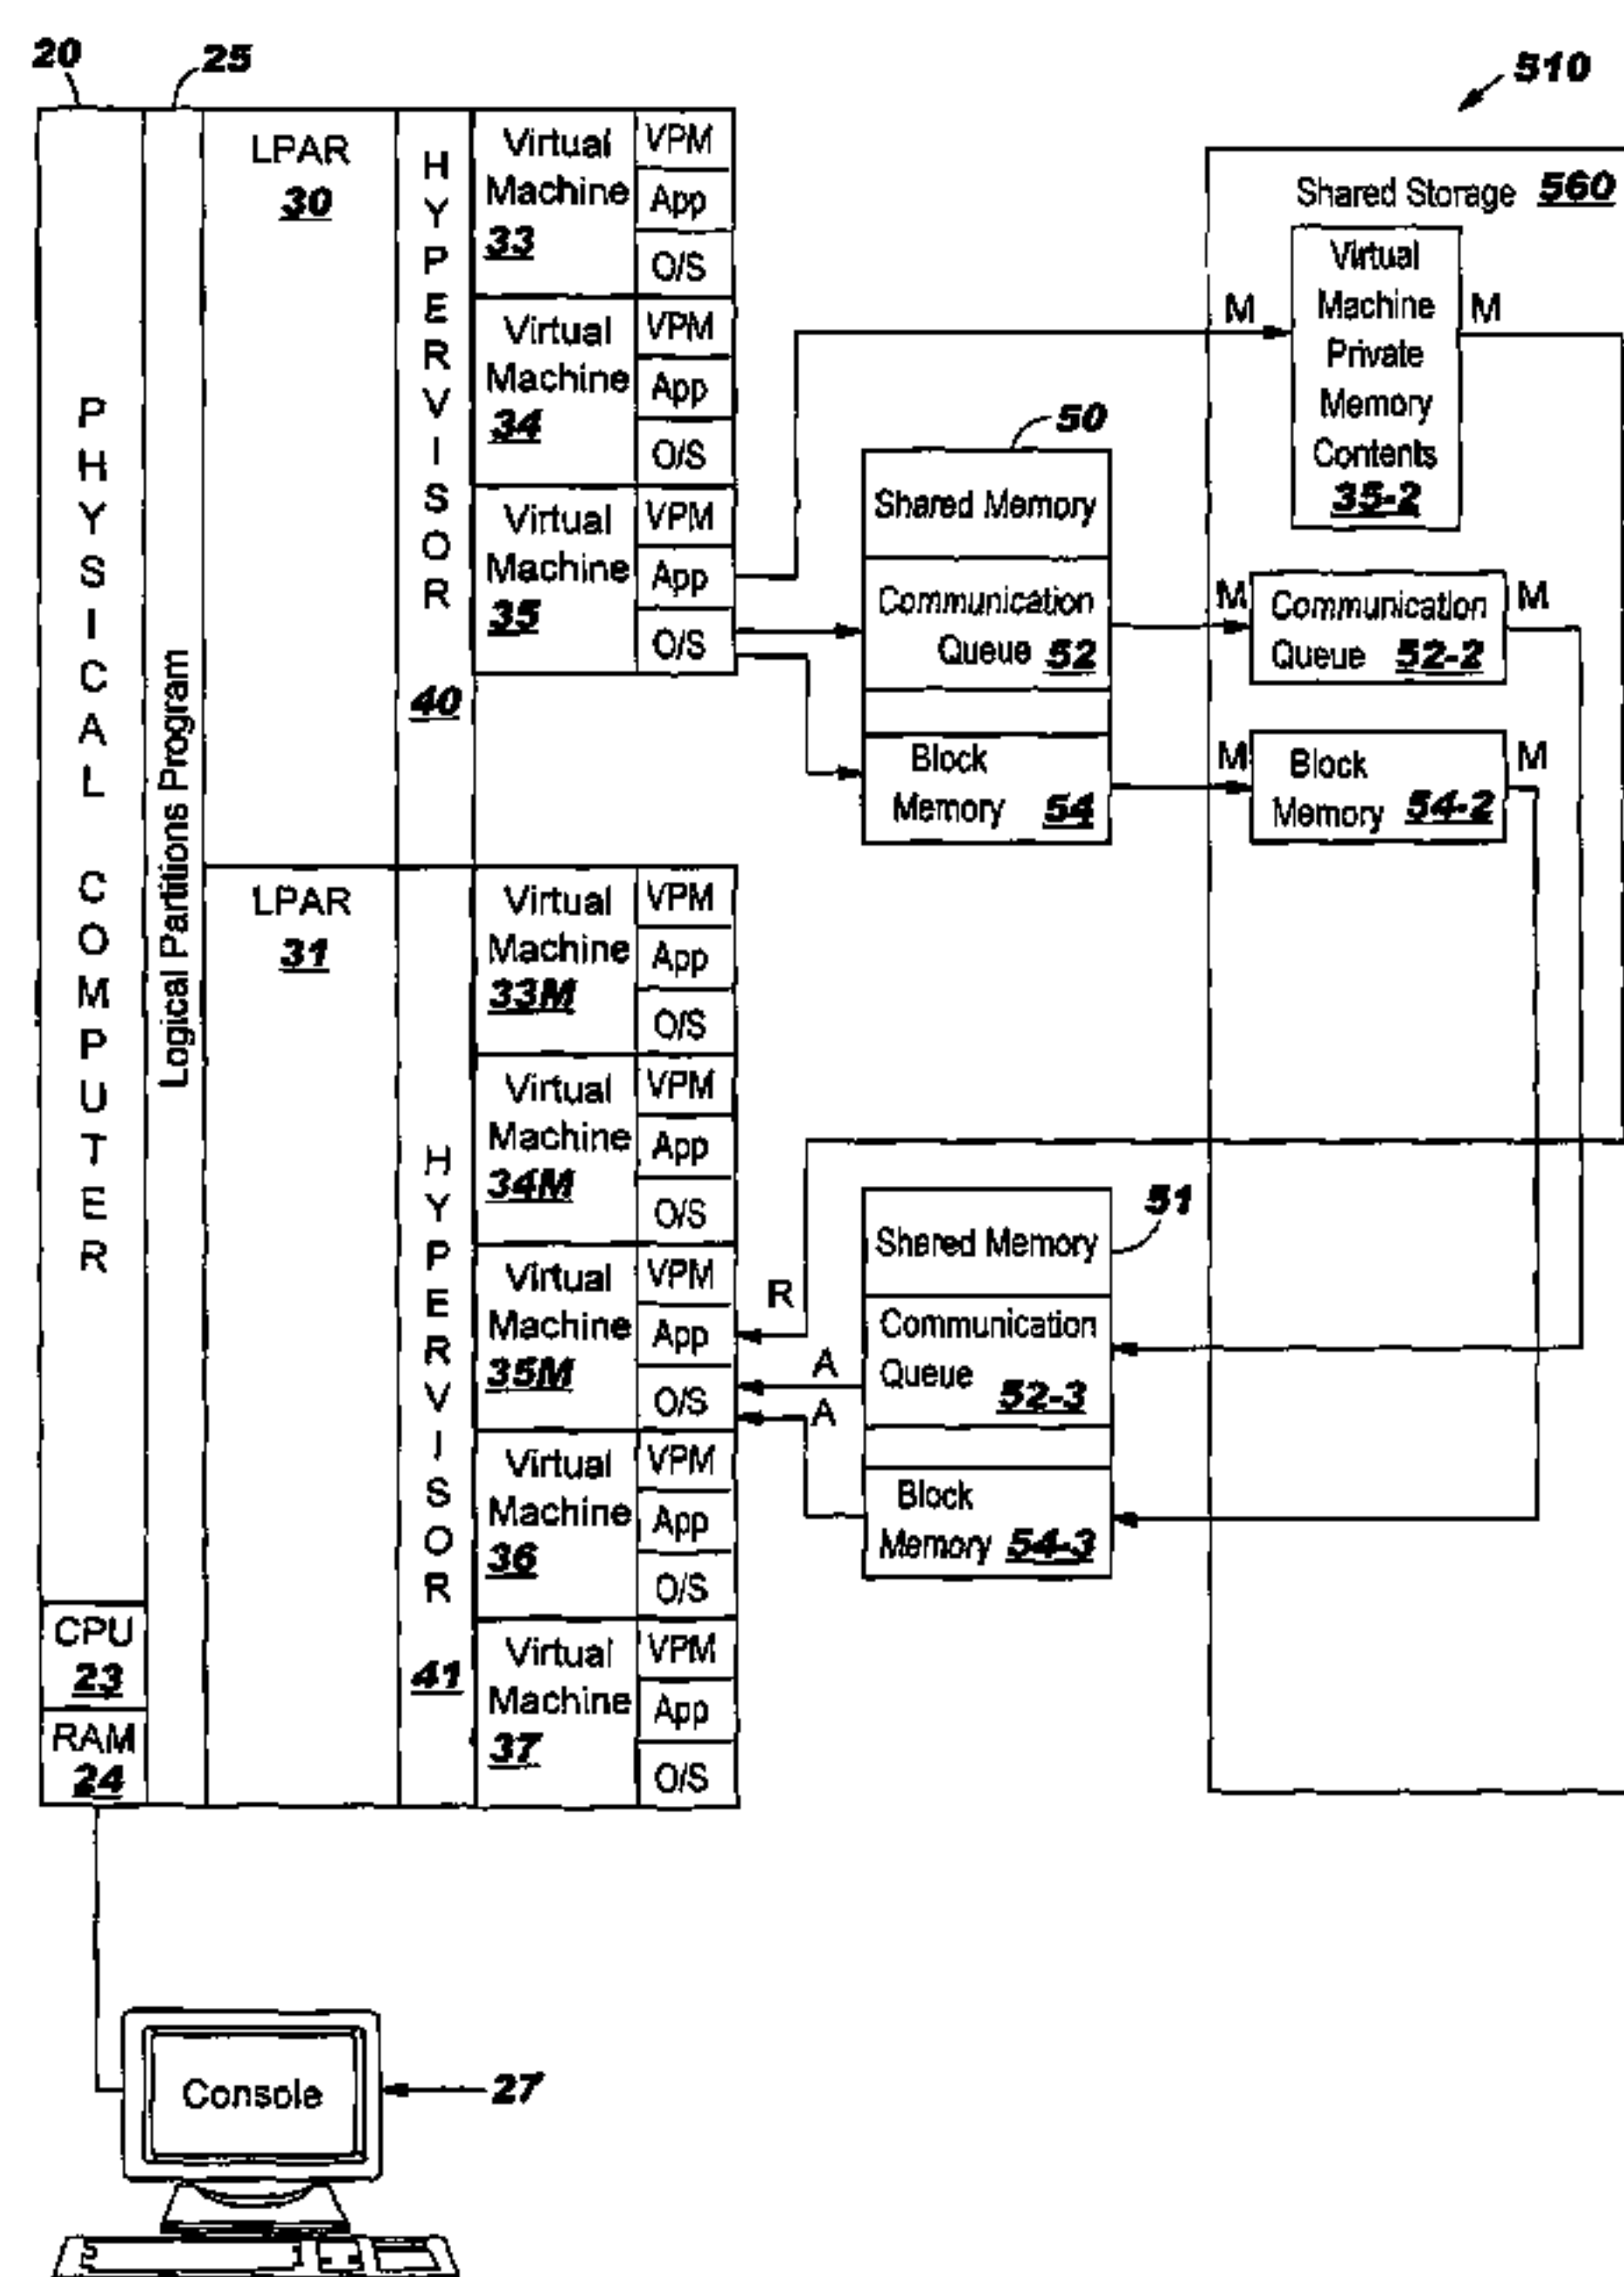 20
25
510
PHYSICAL COMPUTER
CPU
23
RAM
24
Logical Partitions Program
LPAR
30
HYPERVISOR
40
Virtual
Machine
33
VPM
App
O/S
Virtual
Machine
34
VPM
App
O/S
Virtual
Machine
35
VPM
App
O/S
50
Shared Memory
Communication
Queue 52
Block
Memory 54
Shared Storage 560
M
Virtual
Machine
Private
Memory
Contents
35-2
M
M
Communication
Queue 52-2
M
M
Block
Memory 54-2
M
LPAR
31
HYPERVISOR
41
Virtual
Machine
33M
VPM
App
O/S
Virtual
Machine
34M
VPM
App
O/S
Virtual
Machine
35M
VPM
App
O/S
Virtual
Machine
36
VPM
App
O/S
Virtual
Machine
37
VPM
App
O/S
R
A
A
51
Shared Memory
Communication
Queue
52-3
Block
Memory 54-3
Console
27